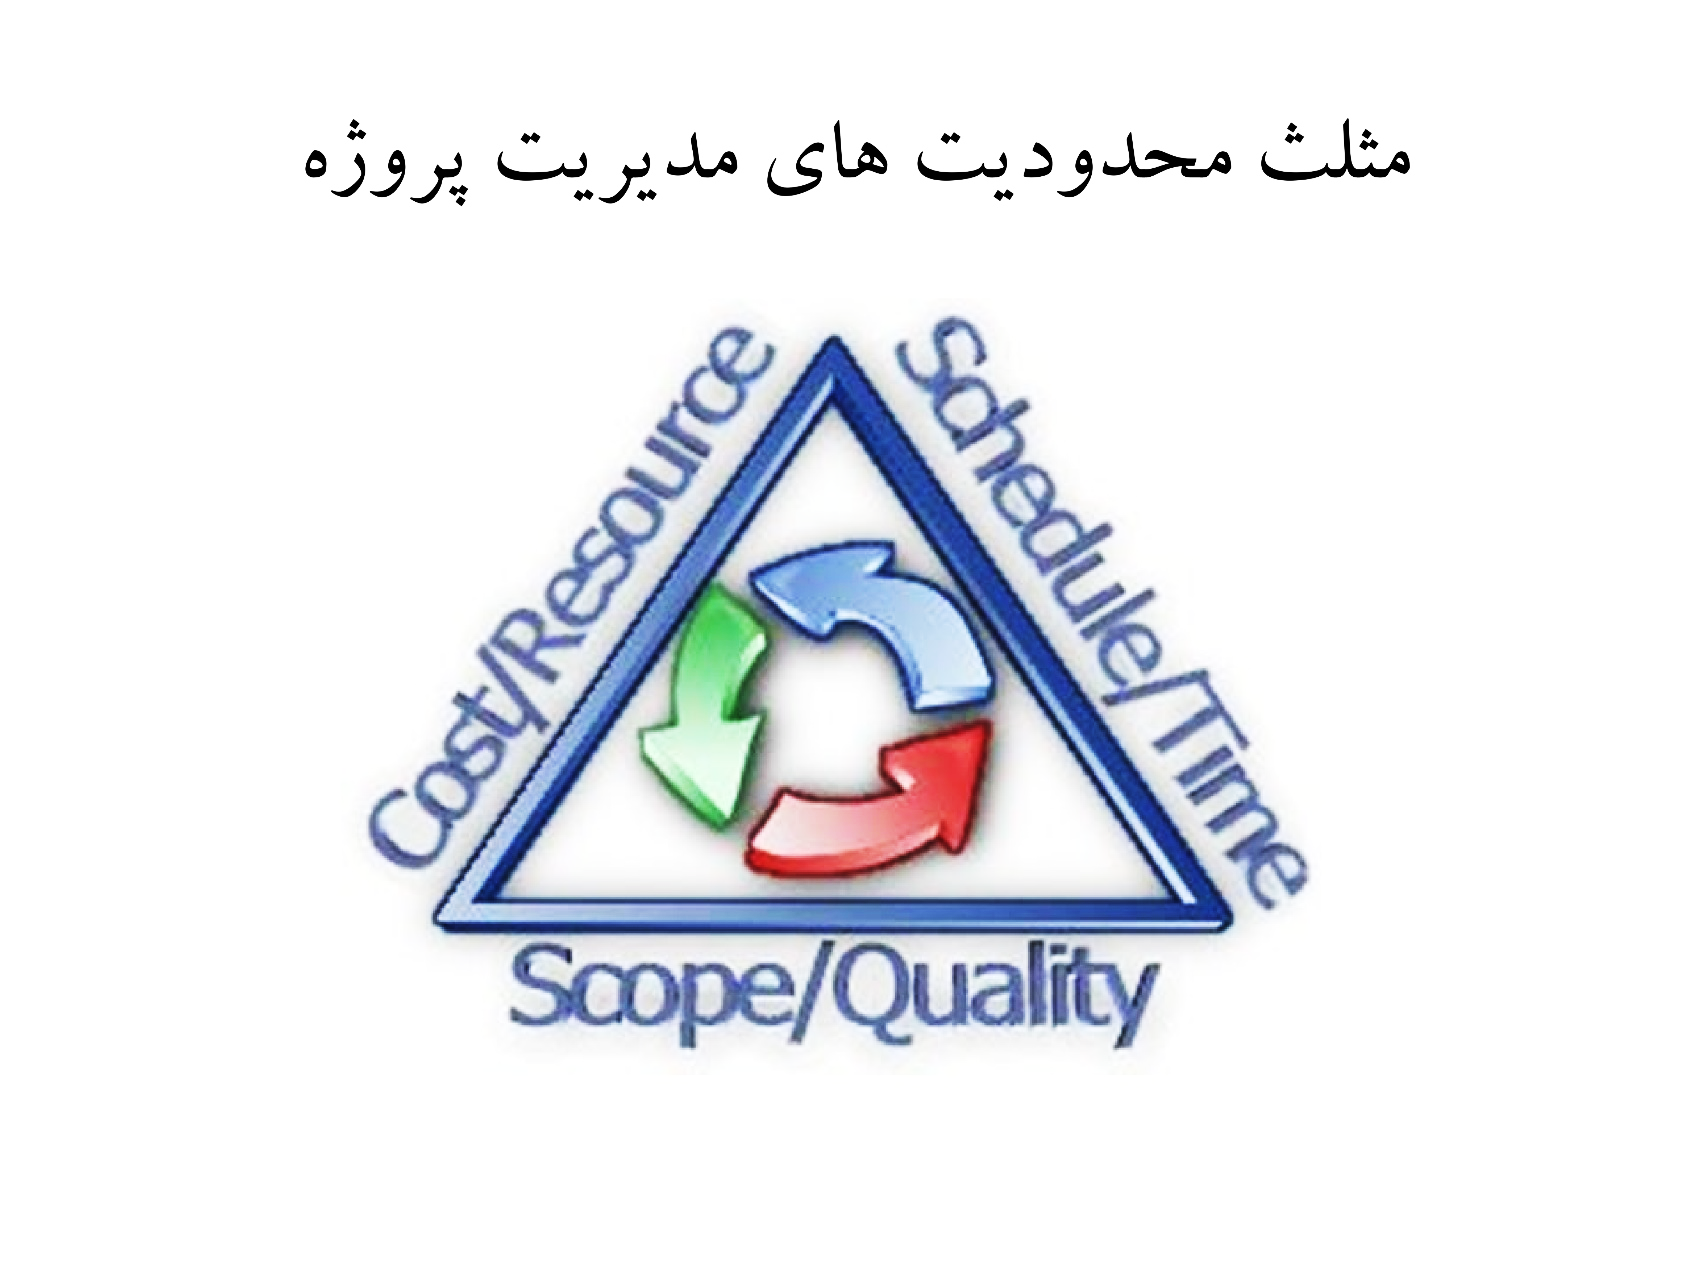 مثلث محدودیت های مدیریت پروژه
Cost/Resource
Schedule/Time
Scope/Quality